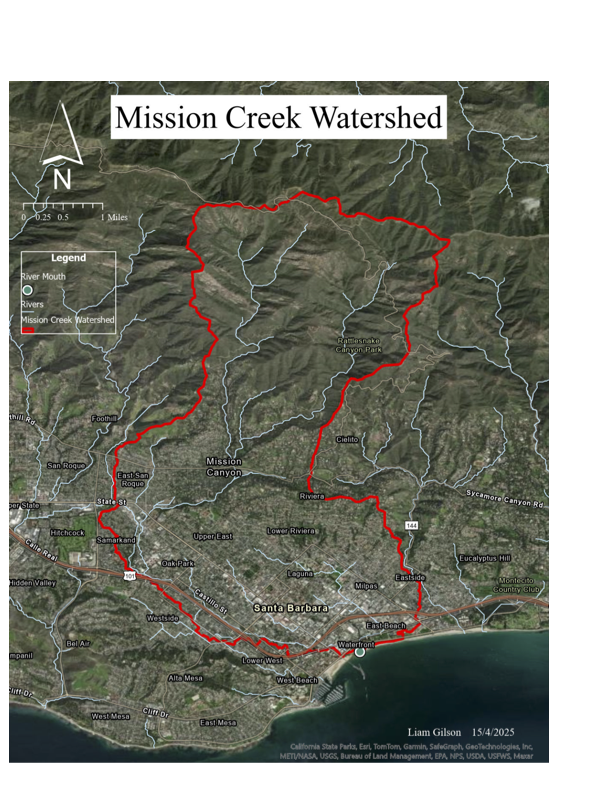 Mission Creek Watershed
N
0 0.25 0.5 1 Miles
Legend
River Mouth
Rivers
Mission Creek Watershed
Rattlesnake
Canyon Park
Foothill
thill Rd
Cielito
Mission
Canyon
San Roque
East San
Roque
Riviera
Sycamore Canyon Rd
State St
per State
144
Hitchcock
Samarkand
Upper East
Lower Riviera
Calle Real
Oak Park
Eucalyptus Hill
Laguna
101
Eastside
Hidden Valley
Milpas
Montecito
Country Club
Castillo St
Santa Barbara
Westside
East Beach
Bel Air
Waterfront
mpanil
Lower West
Alta Mesa
West Beach
Cliff Dr
Cliff Dr
West Mesa
East Mesa
Liam Gilson 15/4/2025
California State Parks, Esri, TomTom, Garmin, SafeGraph, GeoTechnologies, Inc,
METI/NASA, USGS, Bureau of Land Management, EPA, NPS, USDA, USFWS, Maxar